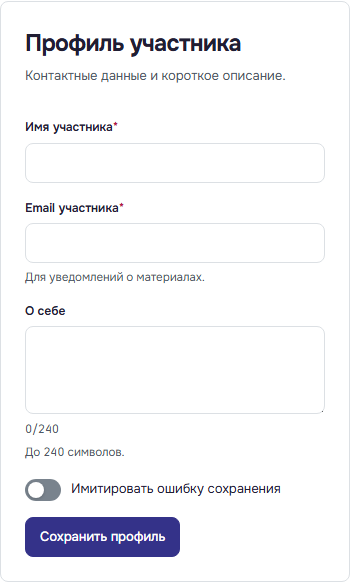 Профиль участника
Контактные данные и короткое описание.
Имя участника*
Email участника*
Для уведомлений о материалах.
О себе
0/240
До 240 символов.
Имитировать ошибку сохранения
Сохранить профиль